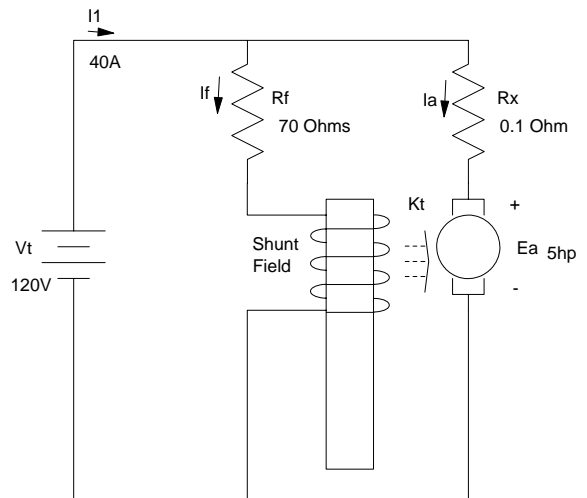 I1
40A
If
Rf
70 Ohms
Ia
Rx
0.1 Ohm
Kt
+
Vt
Shunt
Field
Ea
5hp
120V
-